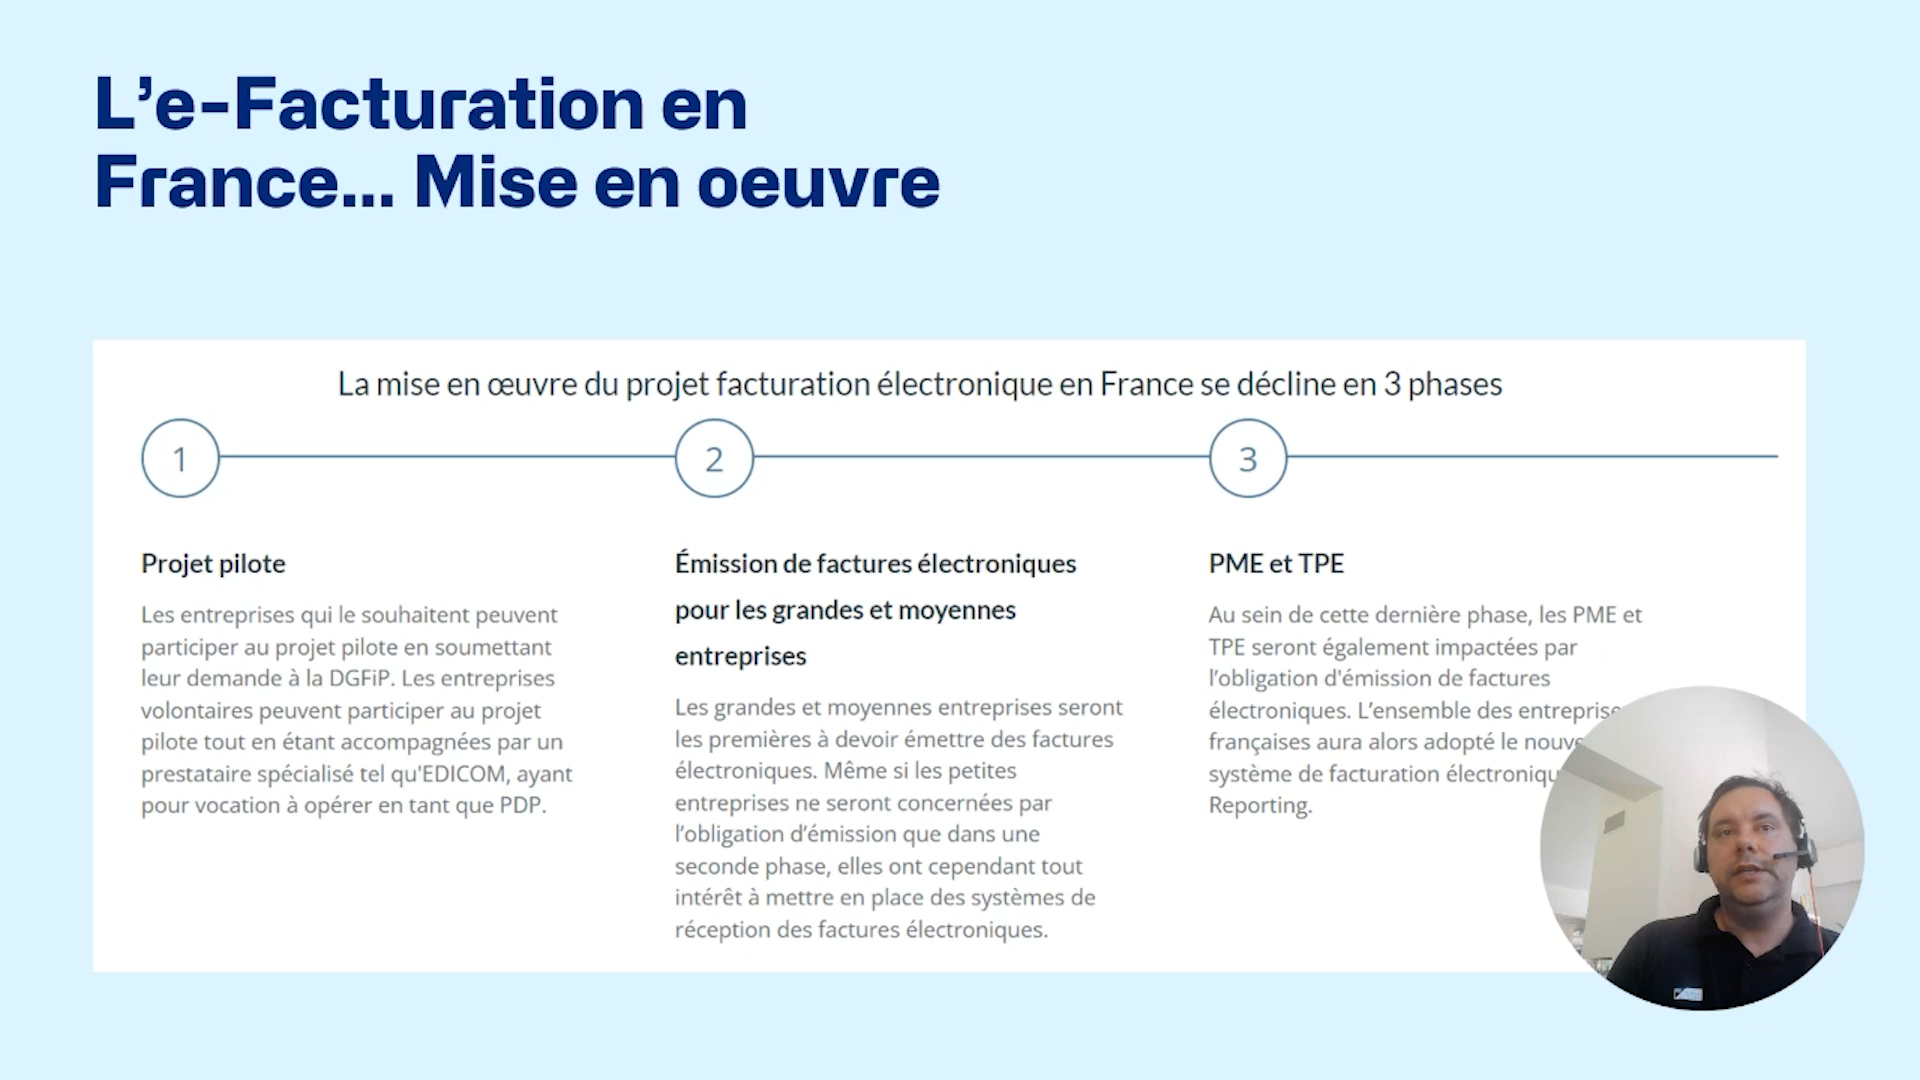 L’e-Facturation en
France... Mise en oeuvre
La mise en œuvre du projet facturation électronique en France se décline en 3 phases
1
2
3
Projet pilote
Les entreprises qui le souhaitent peuvent
participer au projet pilote en soumettant
leur demande à la DGFiP. Les entreprises
volontaires peuvent participer au projet
pilote tout en étant accompagnées par un
prestataire spécialisé tel qu'EDICOM, ayant
pour vocation à opérer en tant que PDP.
Émission de factures électroniques
pour les grandes et moyennes
entreprises
Les grandes et moyennes entreprises seront
les premières à devoir émettre des factures
électroniques. Même si les petites
entreprises ne seront concernées par
l’obligation d’émission que dans une
seconde phase, elles ont cependant tout
intérêt à mettre en place des systèmes de
réception des factures électroniques.
PME et TPE
Au sein de cette dernière phase, les PME et
TPE seront également impactées par
l’obligation d'émission de factures
électroniques. L’ensemble des
françaises aura alors adopté le
système de facturation
Reporting.